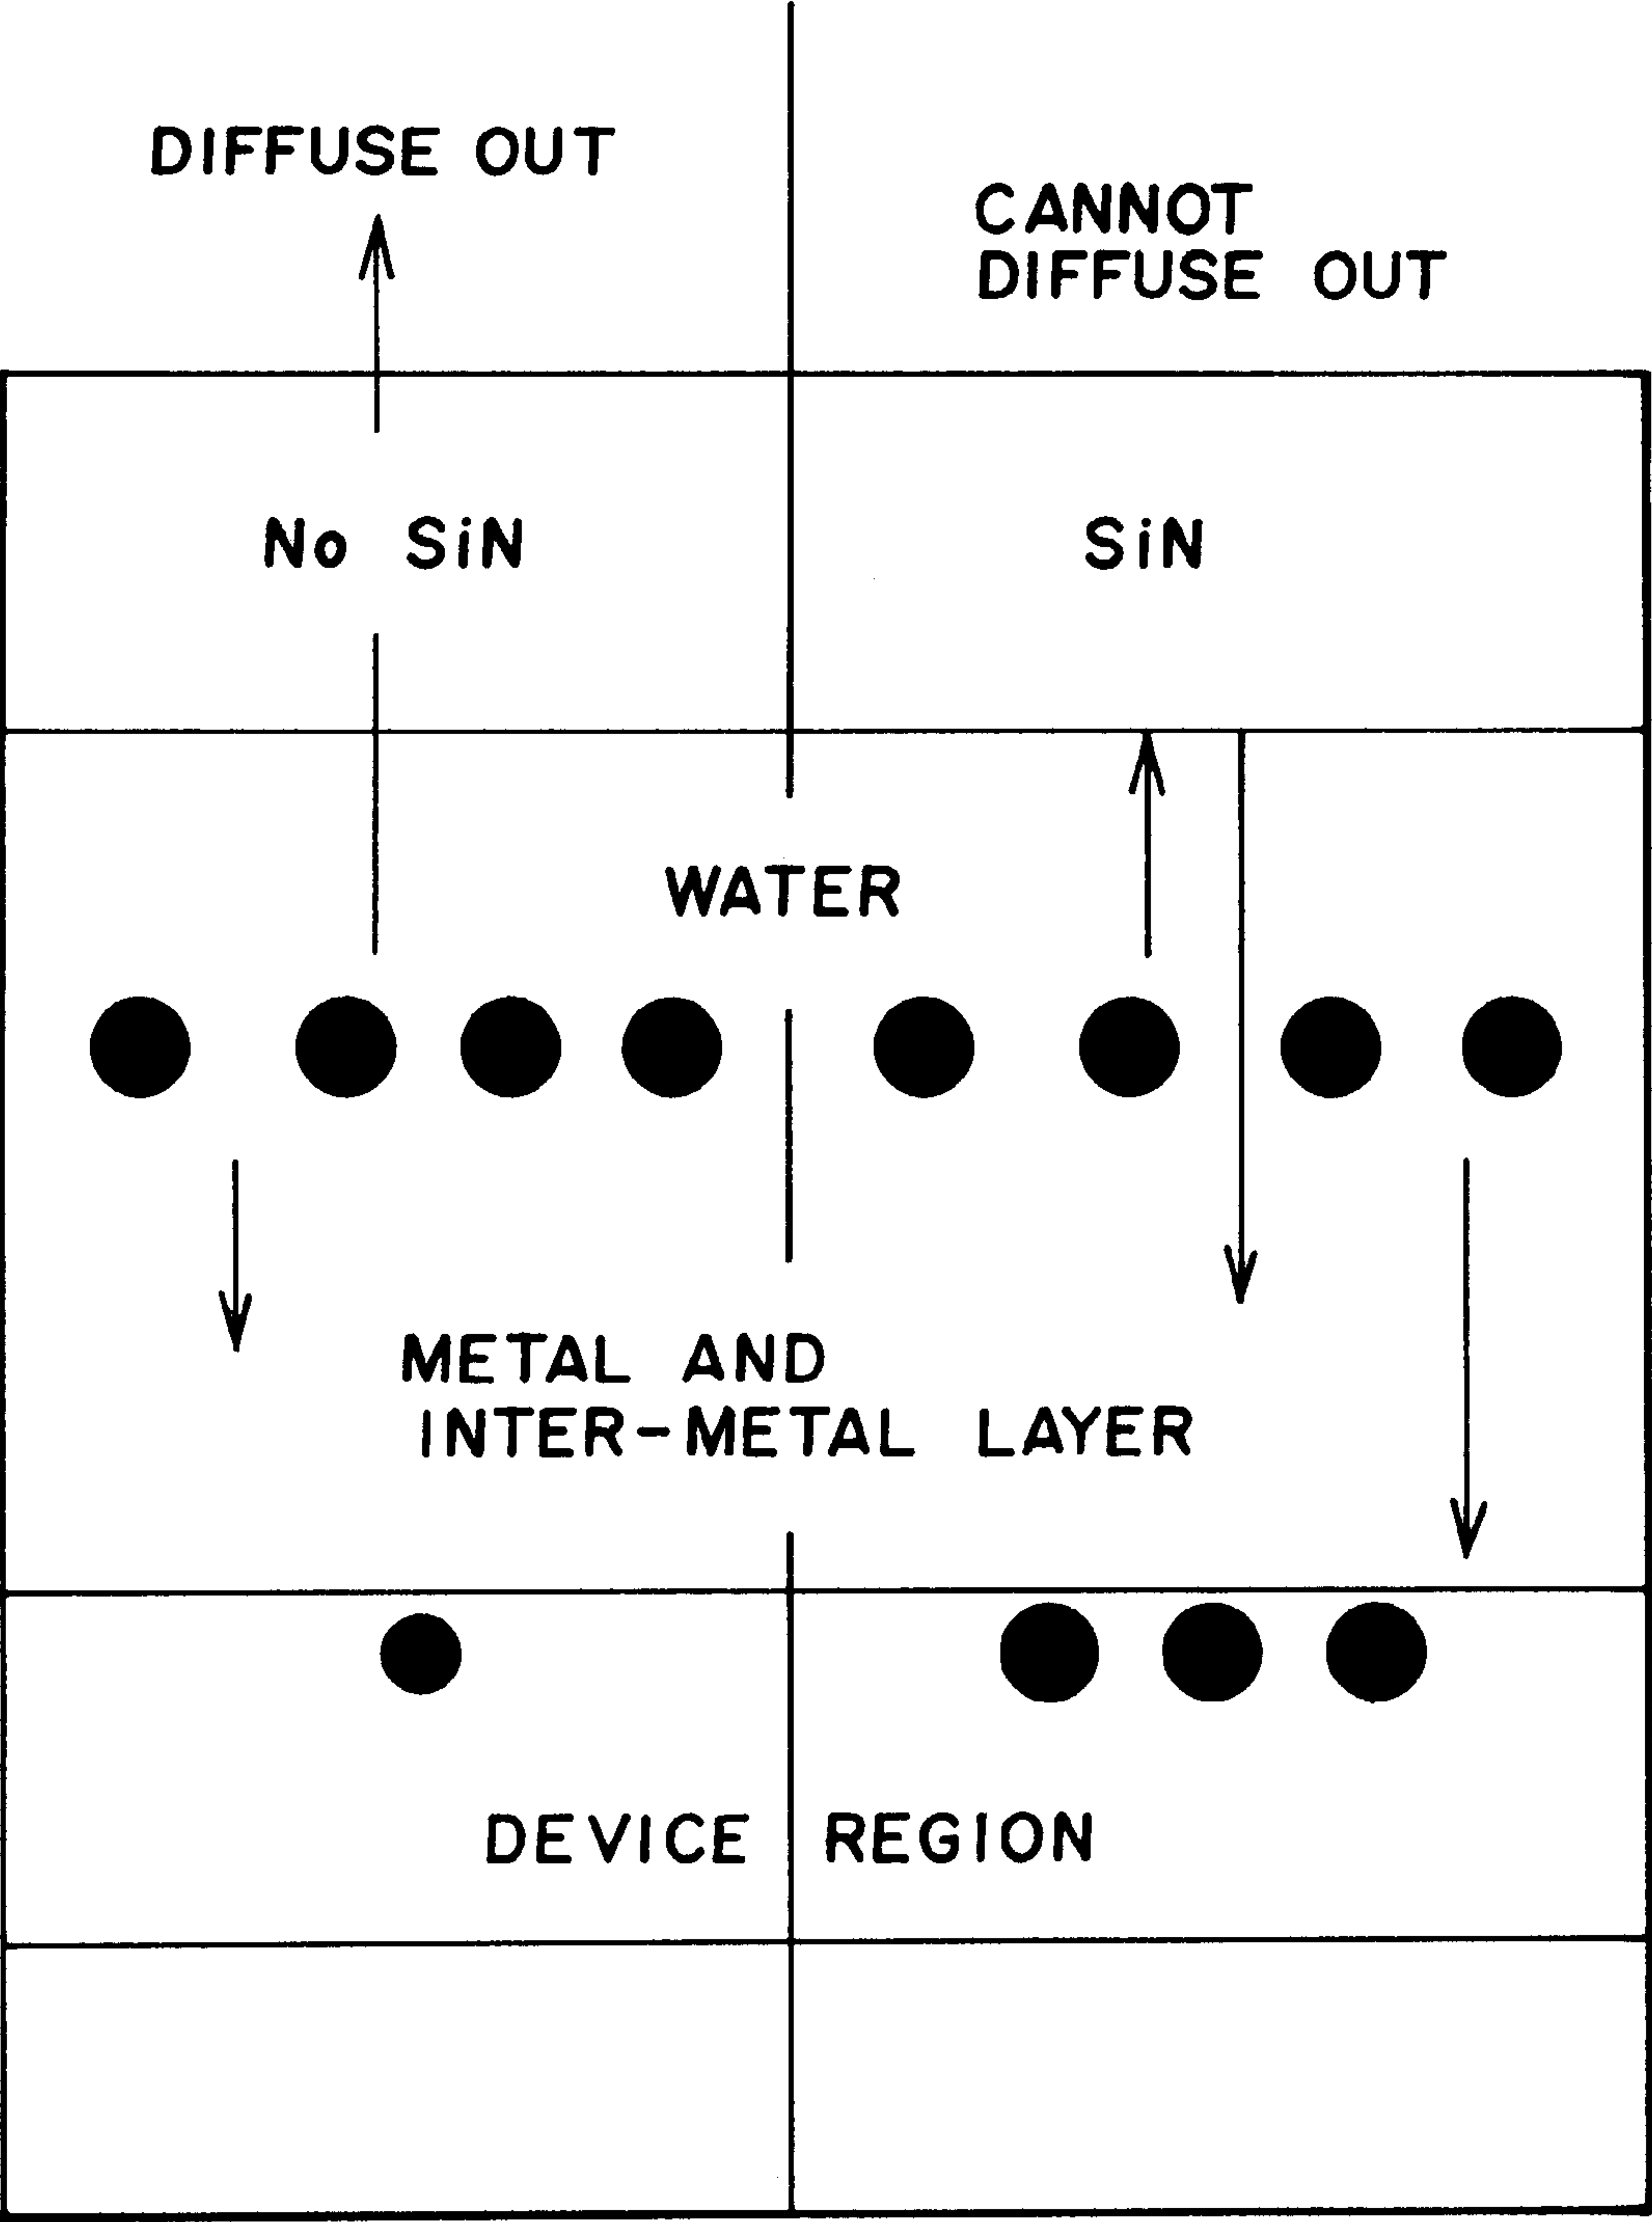 DIFFUSE OUT
CANNOT
DIFFUSE OUT
No SiN
SiN
WATER
METAL AND
INTER-METAL LAYER
DEVICE REGION